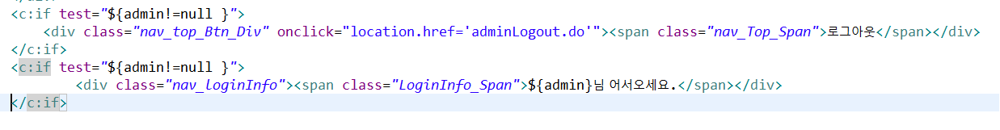 <c:if test="${admin!=null }">
<div class="nav_top_Btn_Div" onclick="location.href='adminLogout.do'"><span class="nav_Top_Span">로그아웃</span></div>
</c:if>
<c:if test="${admin!=null }">
<div class="nav_loginInfo"><span class="LoginInfo_Span">${admin}님 어서오세요.</span></div>
</c:if>